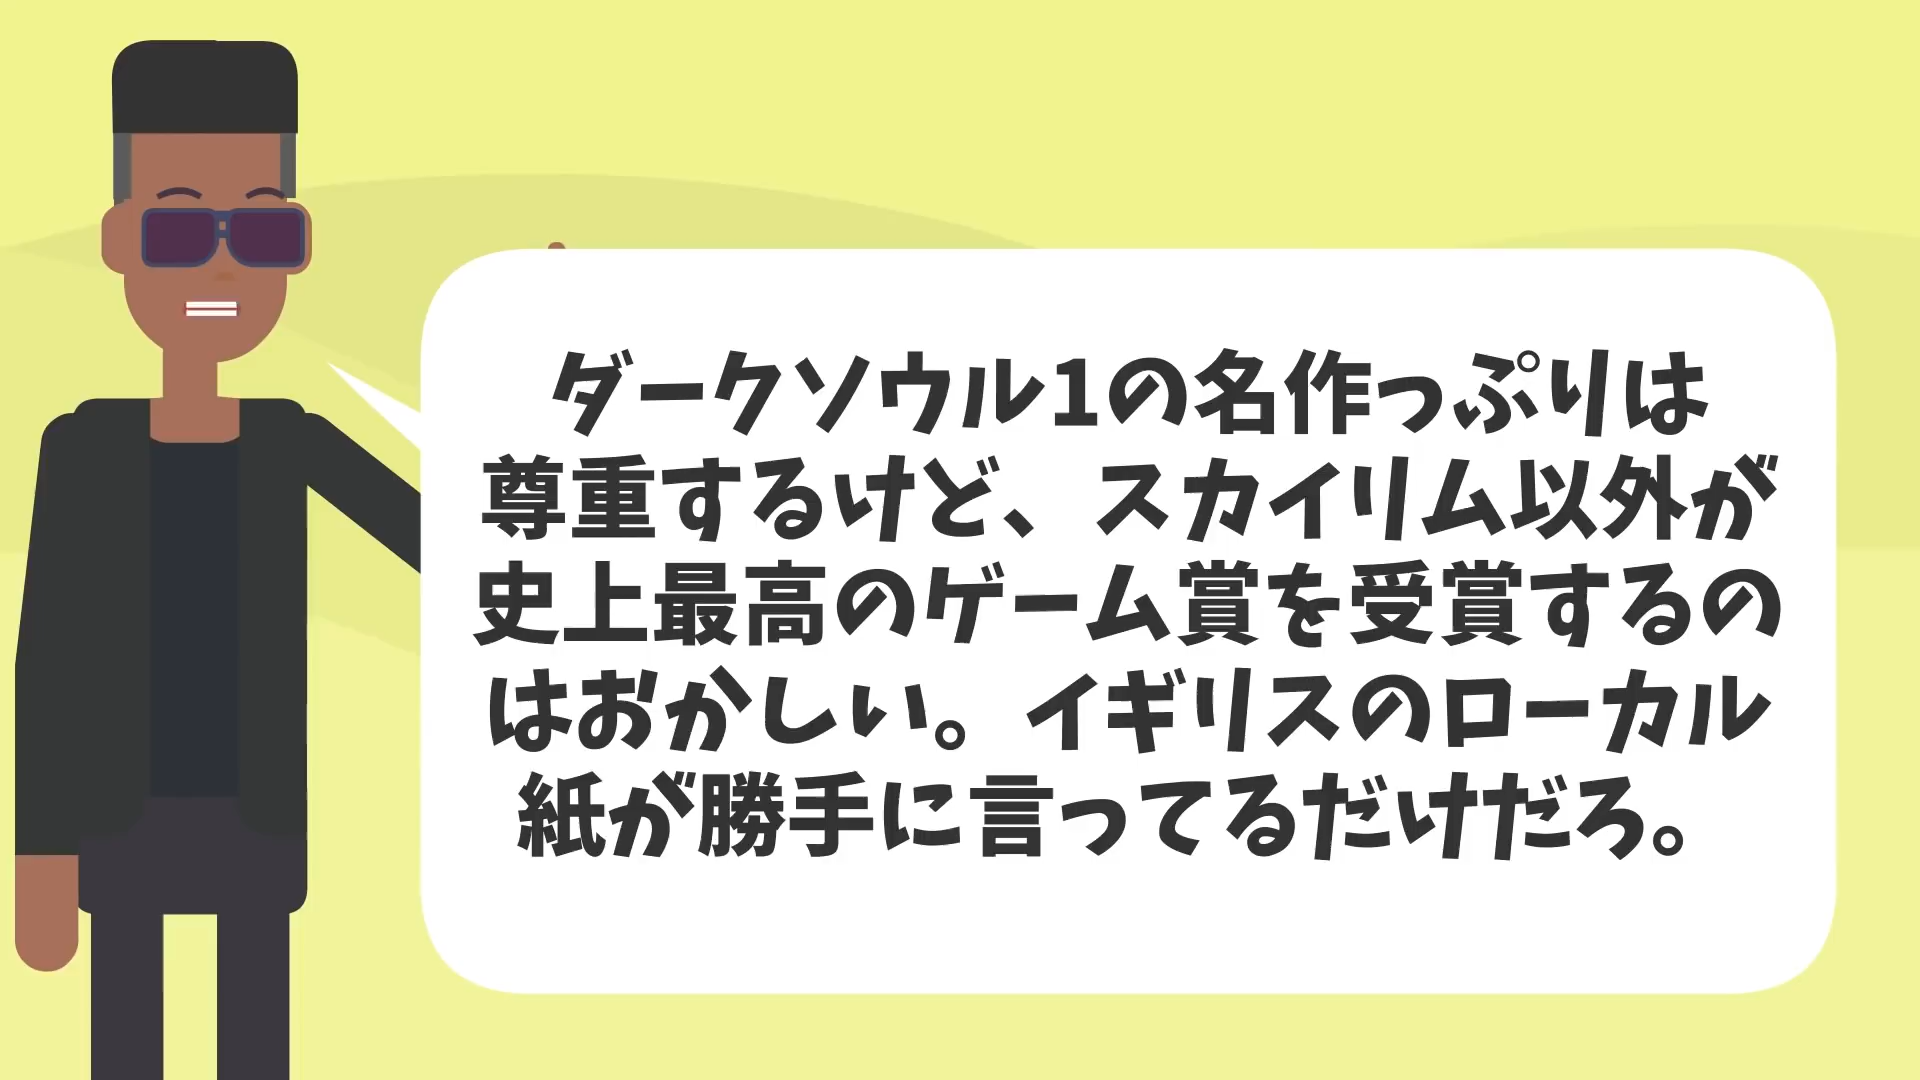 ダークソウル1の名作っぷりは
尊重するけど、スカイリム以外が
史上最高のゲーム賞を受賞するの
はおかしい。イギリスのローカル
紙が勝手に言ってるだけだろ。